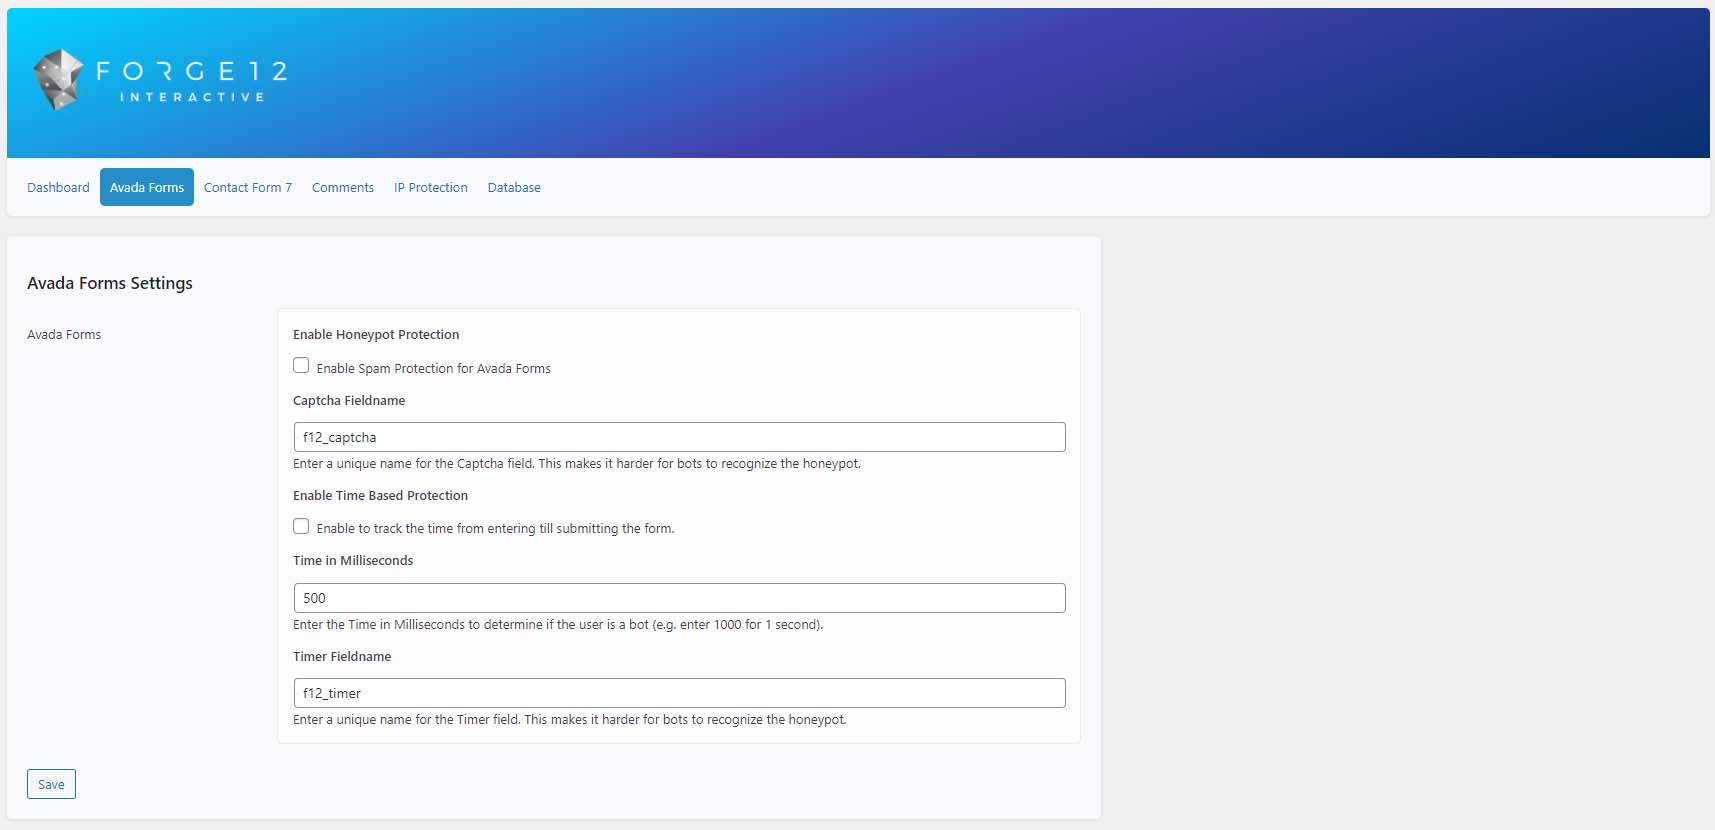 FORGE12
INTERACTIVE
Dashboard Avada Forms Contact Form 7 Comments IP Protection Database
Avada Forms Settings
Avada Forms
Enable Honeypot Protection
Enable Spam Protection for Avada Forms
Captcha Fieldname
f12_captcha
Enter a unique name for the Captcha field. This makes it harder for bots to recognize the honeypot.
Enable Time Based Protection
Enable to track the time from entering till submitting the form.
Time in Milliseconds
500
Enter the Time in Milliseconds to determine if the user is a bot (e.g. enter 1000 for 1 second).
Timer Fieldname
f12_timer
Enter a unique name for the Timer field. This makes it harder for bots to recognize the honeypot.
Save